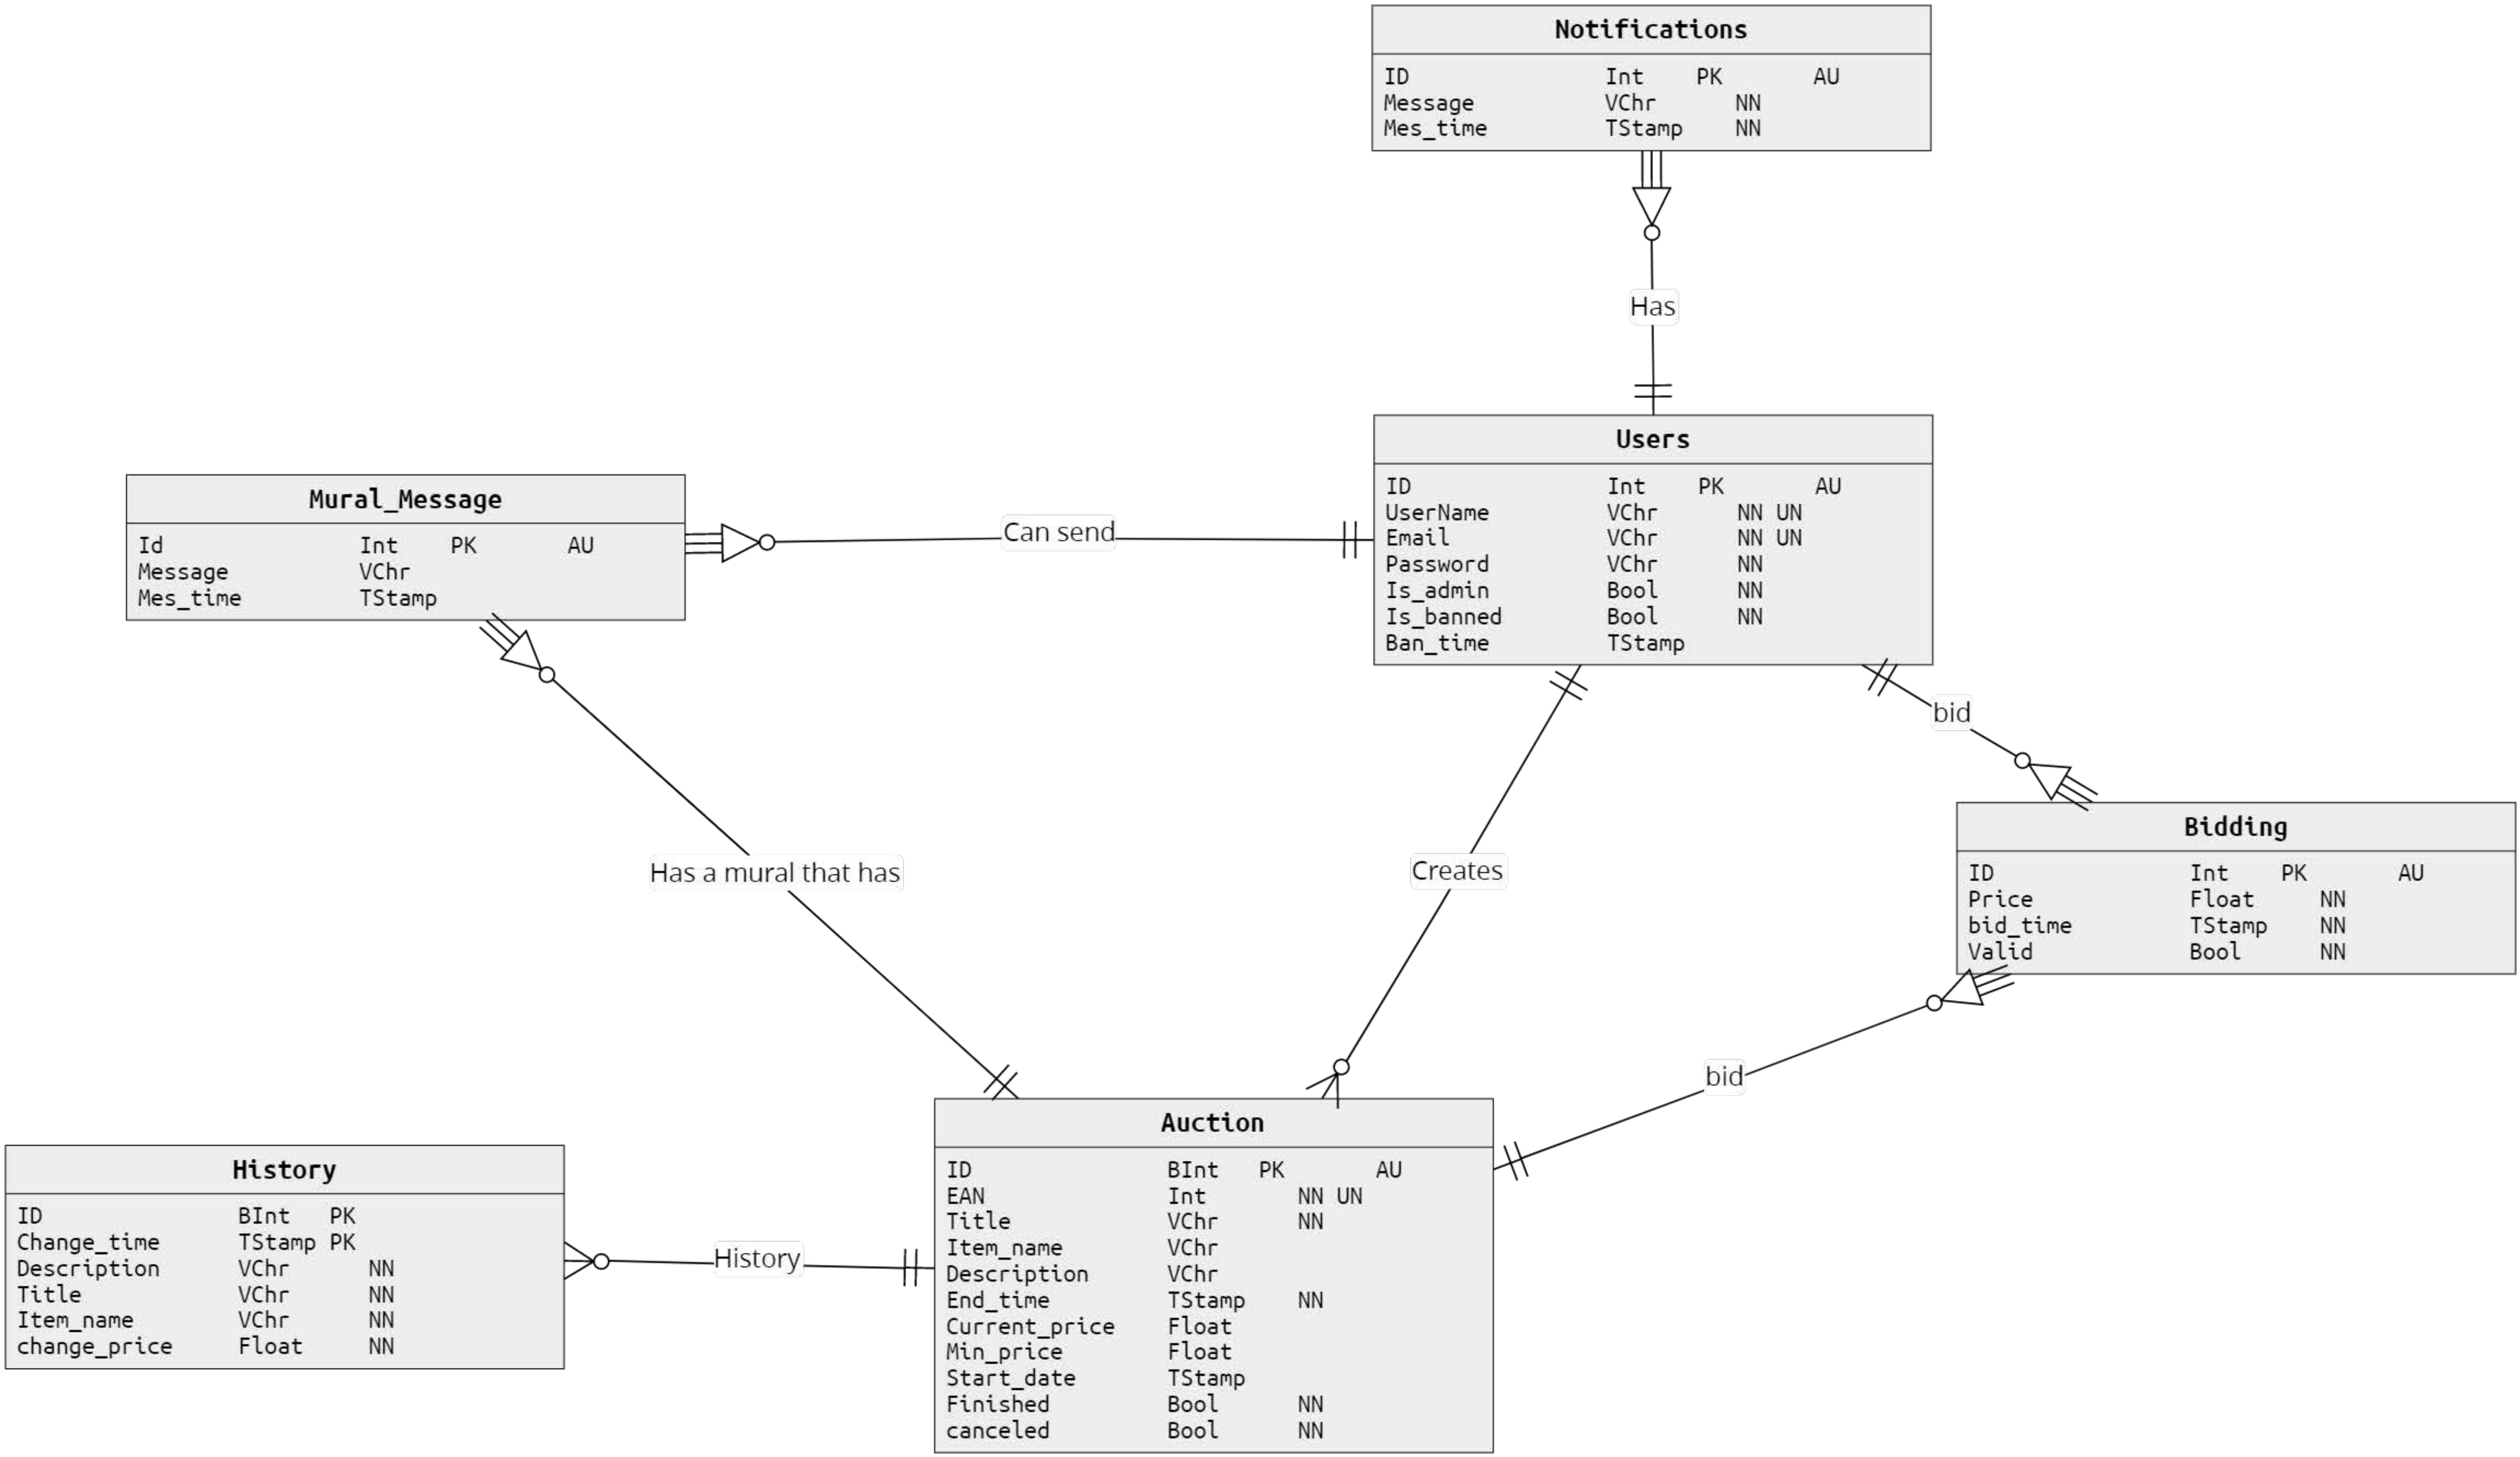 Notifications
ID Int PK AU
Message VChr NN
Mes_time TStamp NN
Has
Users
ID Int PK AU
UserName VChr NN UN
Email VChr NN UN
Password VChr NN
Is_admin Bool NN
Is_banned Bool NN
Ban_time TStamp
Mural_Message
Id Int PK AU
Message VChr
Mes_time TStamp
Can send
bid
Bidding
ID Int PK AU
Price Float NN
bid_time TStamp NN
Valid Bool NN
Has a mural that has
Creates
bid
Auction
ID BInt PK AU
EAN Int NN UN
Title VChr NN
Item_name VChr
Description VChr
End_time TStamp NN
Current_price Float
Min_price Float
Start_date TStamp
Finished Bool NN
canceled Bool NN
History
ID BInt PK
Change_time TStamp PK
Description VChr NN
Title VChr NN
Item_name VChr NN
change_price Float NN
History